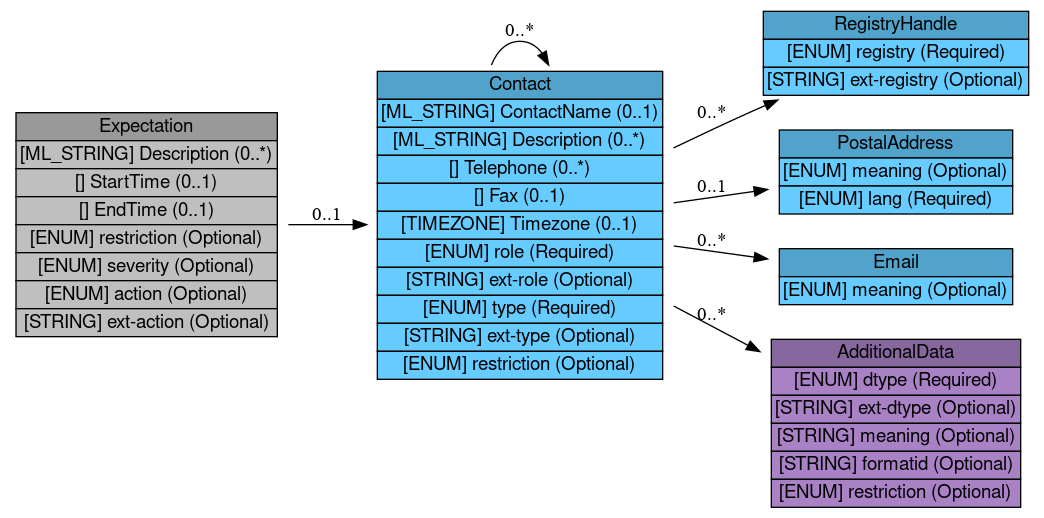 Expectation
[ML_STRING] Description (0..*)
[] StartTime (0..1)
[] EndTime (0..1)
[ENUM] restriction (Optional)
[ENUM] severity (Optional)
[ENUM] action (Optional)
[STRING] ext-action (Optional)
0..1
0..*
Contact
[ML_STRING] ContactName (0..1)
[ML_STRING] Description (0..*)
[] Telephone (0..*)
[] Fax (0..1)
[TIMEZONE] Timezone (0..1)
[ENUM] role (Required)
[STRING] ext-role (Optional)
[ENUM] type (Required)
[STRING] ext-type (Optional)
[ENUM] restriction (Optional)
0..*
RegistryHandle
[ENUM] registry (Required)
[STRING] ext-registry (Optional)
0..1
PostalAddress
[ENUM] meaning (Optional)
[ENUM] lang (Required)
0..*
Email
[ENUM] meaning (Optional)
0..*
AdditionalData
[ENUM] dtype (Required)
[STRING] ext-dtype (Optional)
[STRING] meaning (Optional)
[STRING] formatid (Optional)
[ENUM] restriction (Optional)